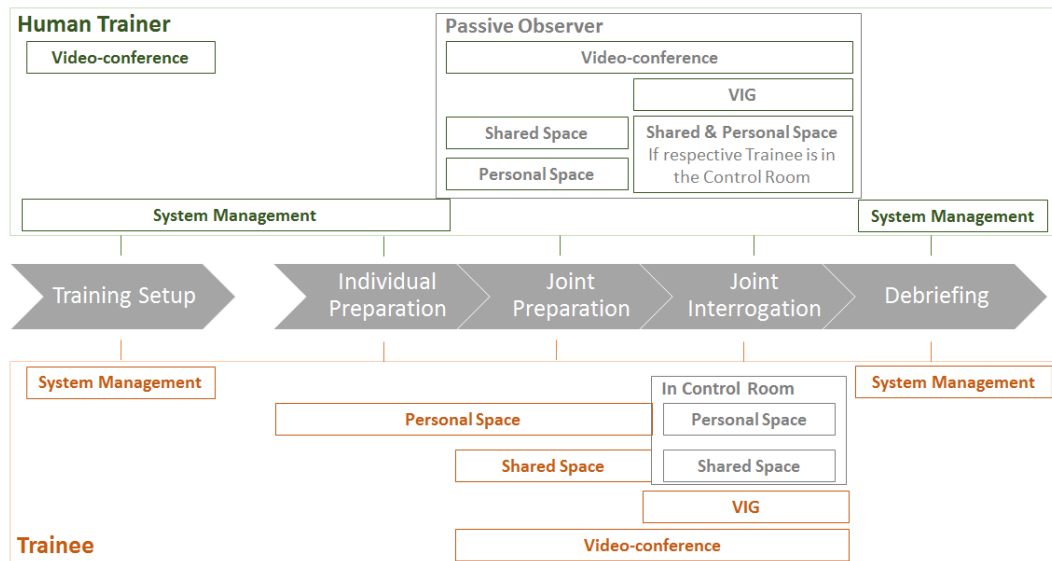 Human Trainer
Video-conference
Passive Observer
Video-conference
VIG
Shared Space
Personal Space
Shared & Personal Space
If respective Trainee is in
the Control Room
System Management
System Management
Training Setup
Individual
Preparation
Joint
Preparation
Joint
Interrogation
Debriefing
System Management
System Management
In Control Room
Personal Space
Personal Space
Shared Space
Shared Space
VIG
Video-conference
Trainee